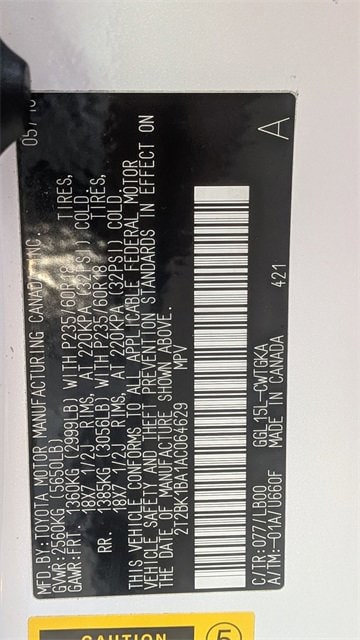 MFD.BY:TOYOTA MOTOR MANUFACTURING CANADA INC. 05/10
GVWR:2560KG (5650LB)
GAWR:FRT. 1360KG (2999LB) WITH P235/60R18 TIRES,
18X7 1/2J RIMS, AT 220KPA (32PSI) COLD
RR. 1385KG (3056LB) WITH P235/60R18 TIRES,
18X7 1/2J RIMS, AT 220KPA (32PSI) COLD.
THIS VEHICLE CONFORMS TO ALL APPLICABLE FEDERAL MOTOR
VEHICLE SAFETY AND THEFT PREVENTION STANDARDS IN EFFECT ON
THE DATE OF MANUFACTURE SHOWN ABOVE.
2T2BK1BA1AC064629 MPV
A
C/TR:077/LB00 GGL15L-CWTGKA 421
A/TM:-01A/U660F MADE IN CANADA
CAUTION 5